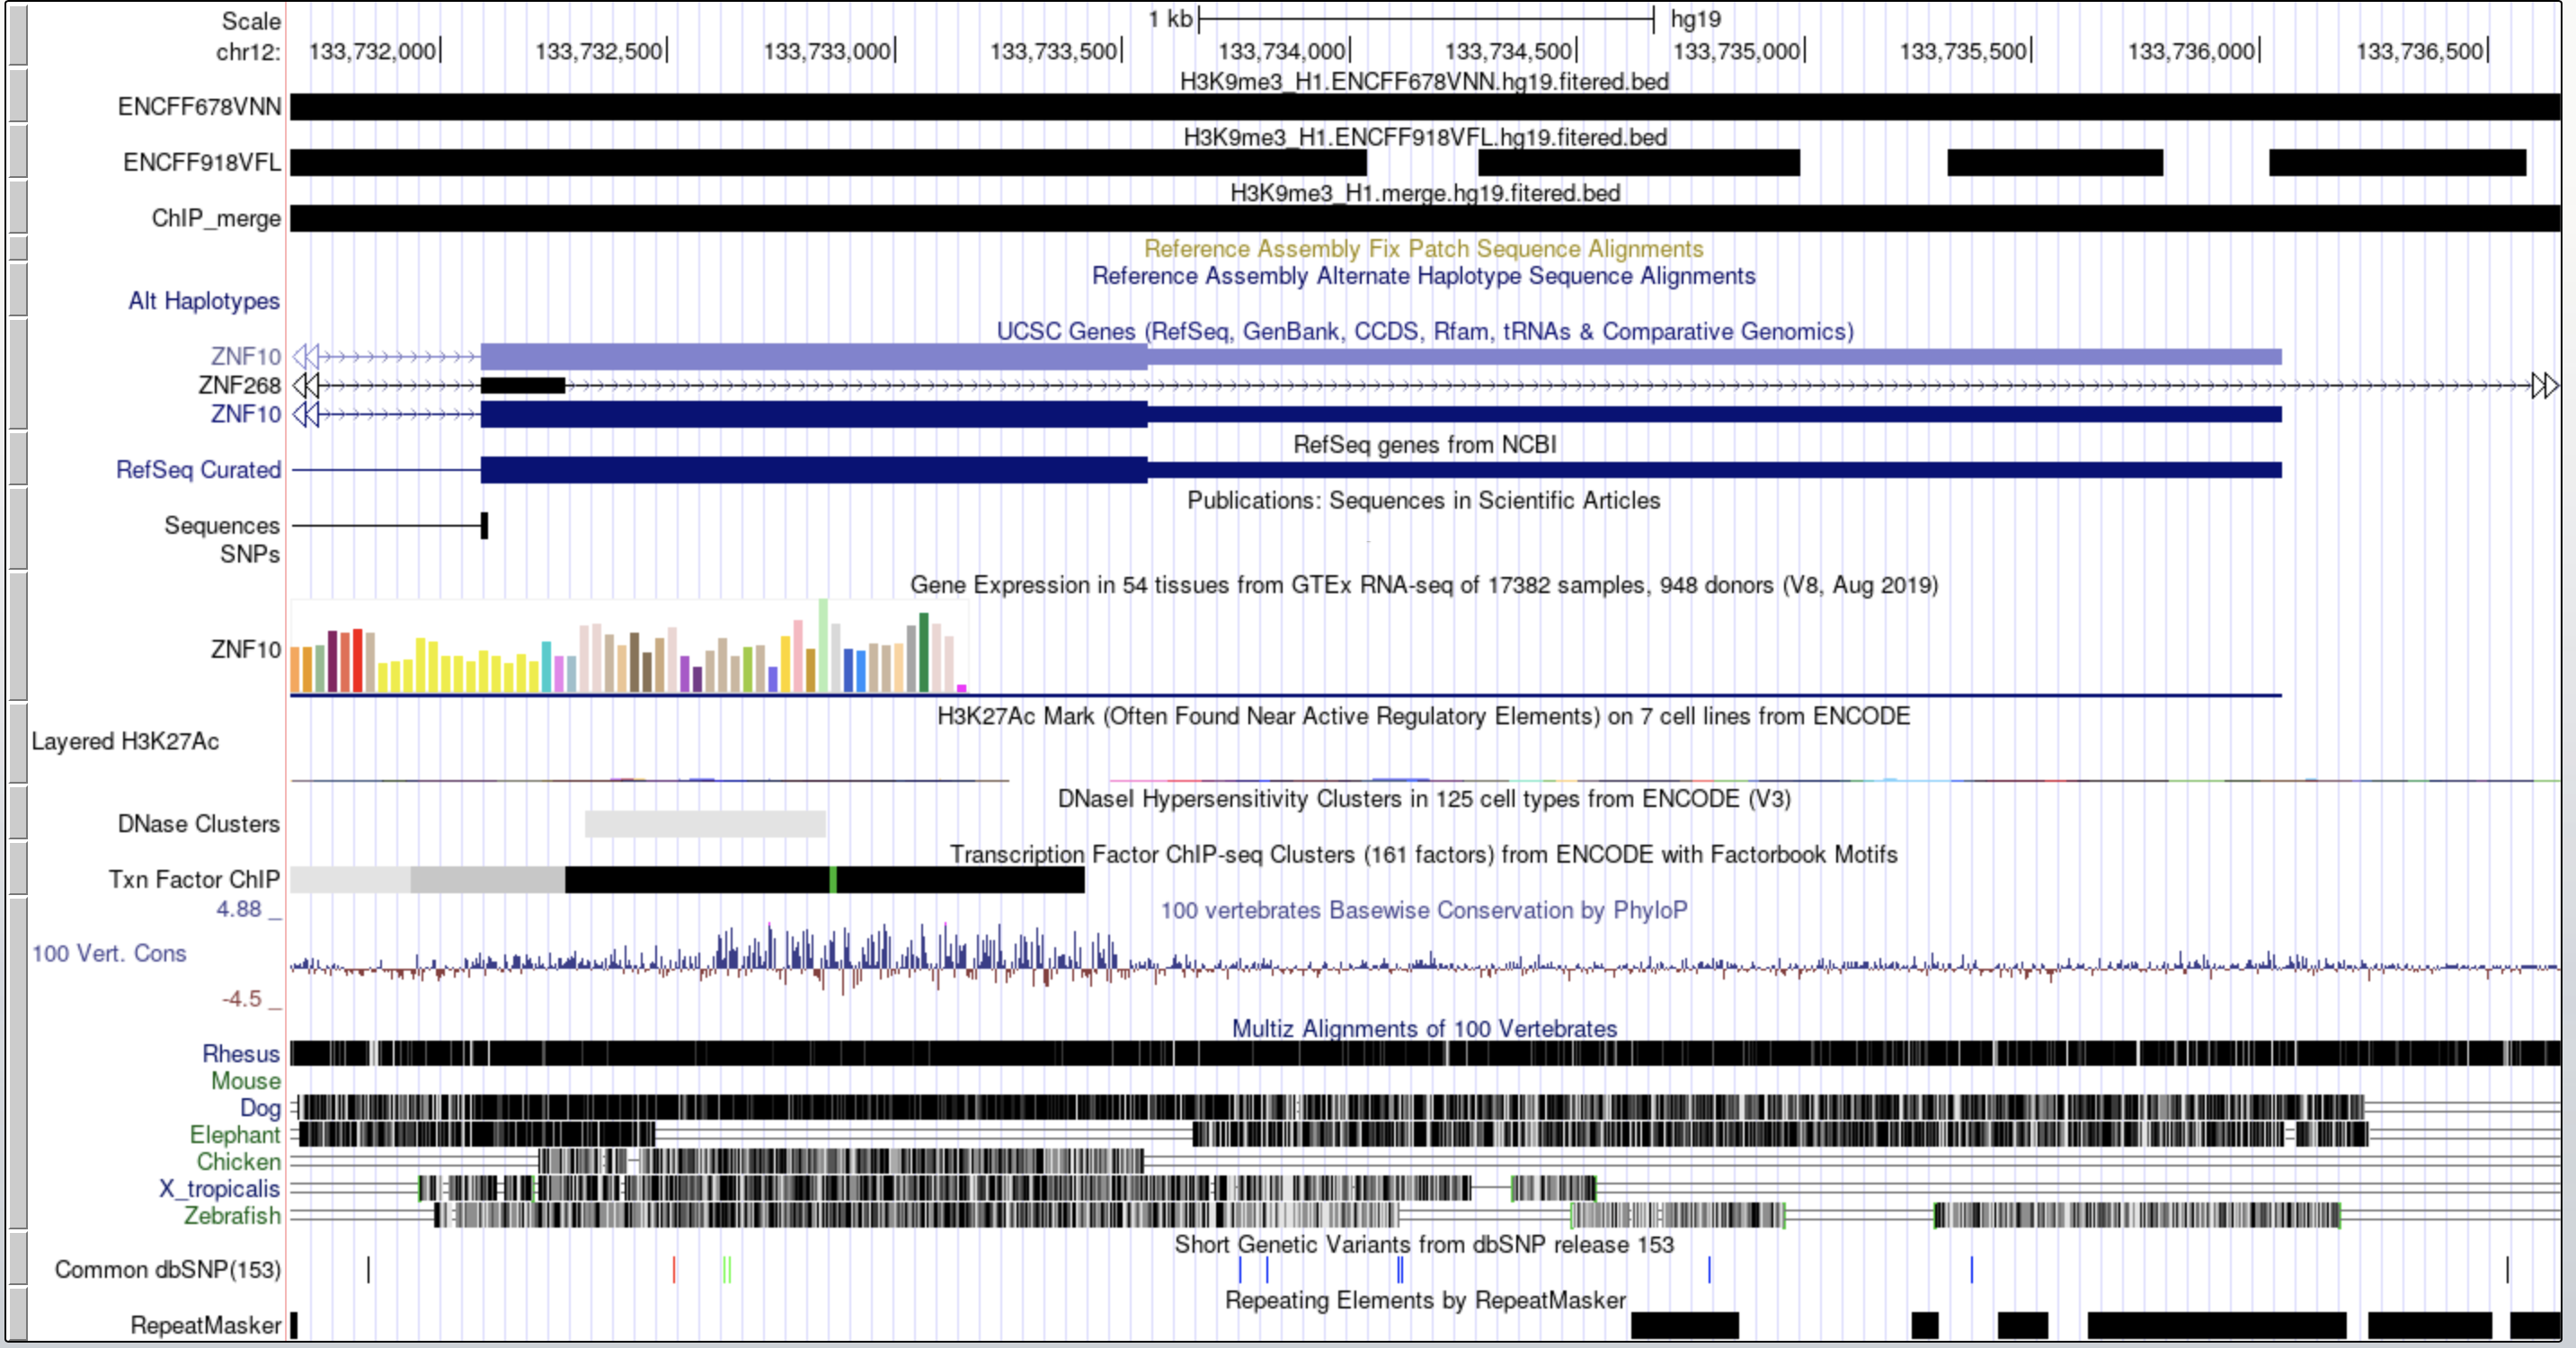 Scale 1 kb hg19
chr12: 133,732,000 133,732,500 133,733,000 133,733,500 133,734,000 133,734,500 133,735,000 133,735,500 133,736,000 133,736,500
H3K9me3_H1.ENCFF678VNN.hg19.fitered.bed
ENCFF678VNN
H3K9me3_H1.ENCFF918VFL.hg19.fitered.bed
ENCFF918VFL
H3K9me3_H1.merge.hg19.fitered.bed
ChIP_merge
Reference Assembly Fix Patch Sequence Alignments
Reference Assembly Alternate Haplotype Sequence Alignments
Alt Haplotypes
UCSC Genes (RefSeq, GenBank, CCDS, Rfam, tRNAs & Comparative Genomics)
ZNF10
ZNF268
ZNF10
RefSeq genes from NCBI
RefSeq Curated
Publications: Sequences in Scientific Articles
Sequences
SNPs
Gene Expression in 54 tissues from GTEx RNA-seq of 17382 samples, 948 donors (V8, Aug 2019)
ZNF10
H3K27Ac Mark (Often Found Near Active Regulatory Elements) on 7 cell lines from ENCODE
Layered H3K27Ac
DNaseI Hypersensitivity Clusters in 125 cell types from ENCODE (V3)
DNase Clusters
Transcription Factor ChIP-seq Clusters (161 factors) from ENCODE with Factorbook Motifs
Txn Factor ChIP
4.88 _
100 vertebrates Basewise Conservation by PhyloP
100 Vert. Cons
-4.5 _
Multiz Alignments of 100 Vertebrates
Rhesus
Mouse
Dog
Elephant
Chicken
X_tropicalis
Zebrafish
Short Genetic Variants from dbSNP release 153
Common dbSNP(153)
Repeating Elements by RepeatMasker
RepeatMasker